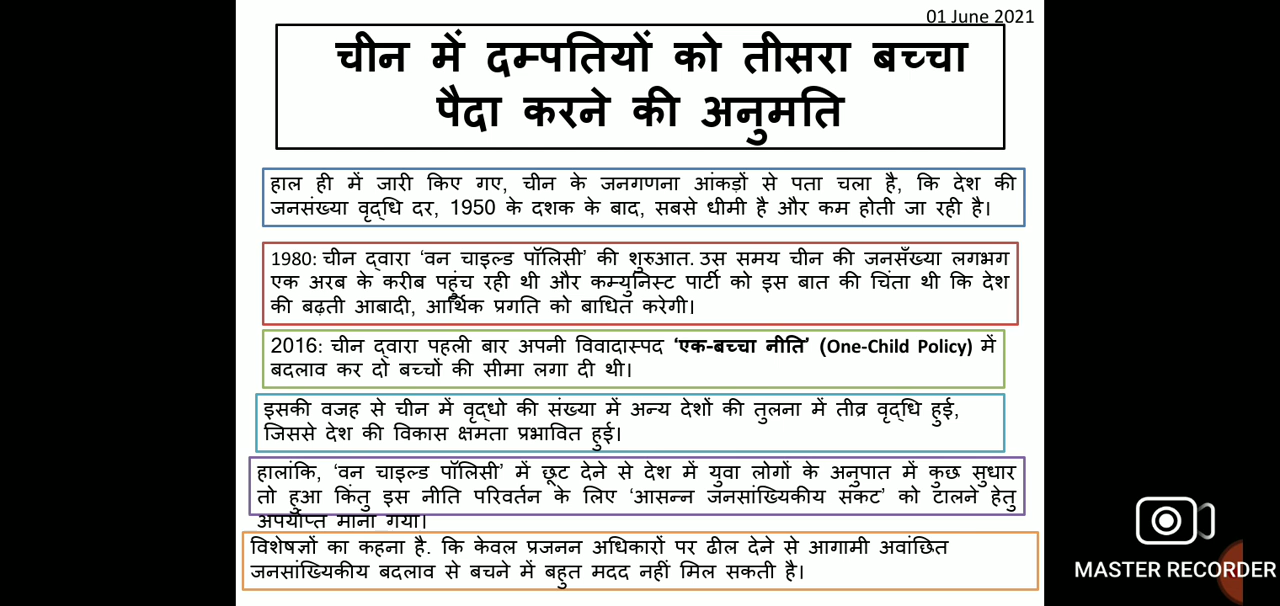 01 June 2021
चीन में दम्पतियों को तीसरा बच्चा
पैदा करने की अनुमति
हाल ही में जारी किए गए, चीन के जनगणना आंकड़ों से पता चला है, कि देश की
जनसंख्या वृद्धि दर, 1950 के दशक के बाद, सबसे धीमी है और कम होती जा रही है।
1980: चीन द्वारा ‘वन चाइल्ड पॉलिसी’ की शुरुआत. उस समय चीन की जनसँख्या लगभग
एक अरब के करीब पहुंच रही थी और कम्युनिस्ट पार्टी को इस बात की चिंता थी कि देश
की बढ़ती आबादी, आर्थिक प्रगति को बाधित करेगी।
2016: चीन द्वारा पहली बार अपनी विवादास्पद ‘एक-बच्चा नीति’ (One-Child Policy) में
बदलाव कर दो बच्चों की सीमा लगा दी थी।
इसकी वजह से चीन में वृद्धो की संख्या में अन्य देशों की तुलना में तीव्र वृद्धि हुई,
जिससे देश की विकास क्षमता प्रभावित हुई।
हालांकि, ‘वन चाइल्ड पॉलिसी’ में छूट देने से देश में युवा लोगों के अनुपात में कुछ सुधार
तो हुआ किंतु इस नीति परिवर्तन के लिए ‘आसन्न जनसांख्यिकीय संकट’ को टालने हेतु
अपर्याप्त माना गया।
विशेषज्ञों का कहना है. कि केवल प्रजनन अधिकारों पर ढील देने से आगामी अवांछित
जनसांख्यिकीय बदलाव से बचने में बहुत मदद नहीं मिल सकती है।
MASTER RECORDER